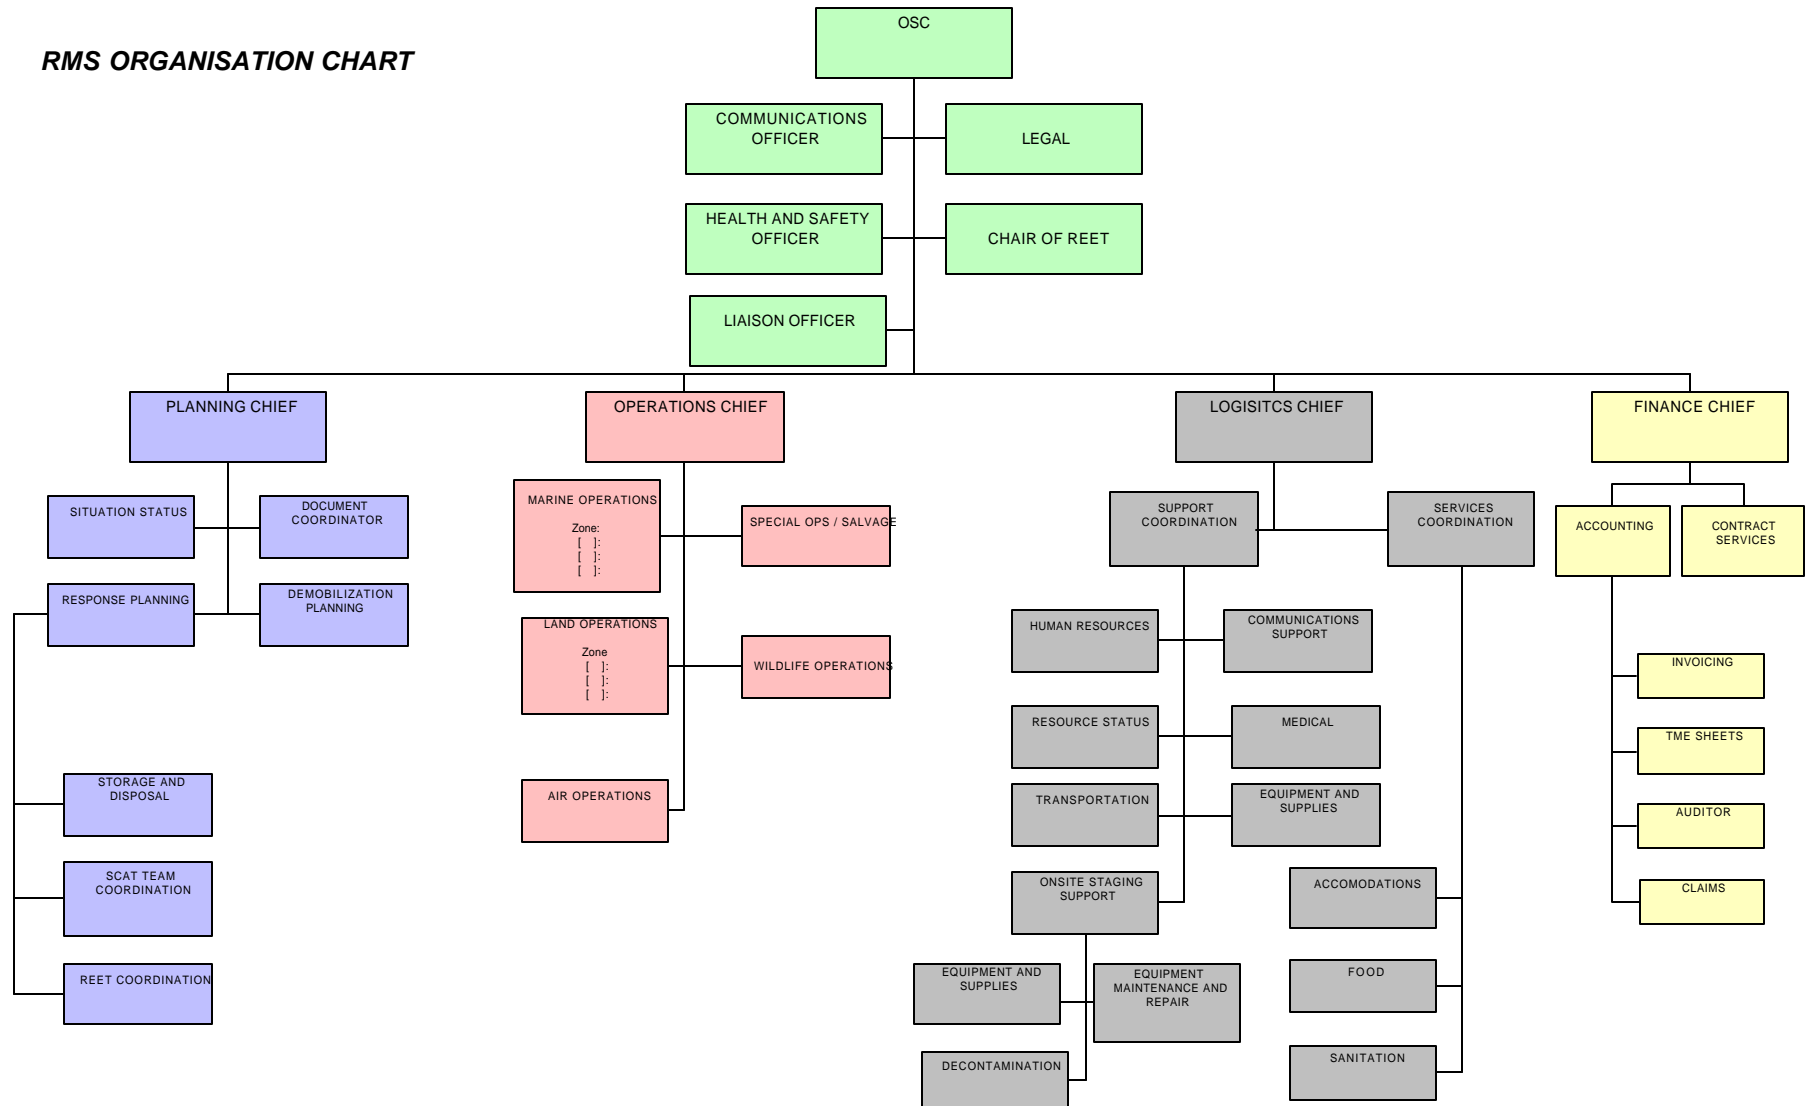 RMS ORGANISATION CHART
OSC
COMMUNICATIONS
OFFICER
LEGAL
HEALTH AND SAFETY
OFFICER
CHAIR OF REET
LIAISON OFFICER
PLANNING CHIEF
OPERATIONS CHIEF
LOGISITCS CHIEF
FINANCE CHIEF
SITUATION STATUS
DOCUMENT
COORDINATOR
RESPONSE PLANNING
DEMOBILIZATION
PLANNING
STORAGE AND
DISPOSAL
SCAT TEAM
COORDINATION
REET COORDINATION
MARINE OPERATIONS
Zone:
[ ]:
[ ]:
[ ]:
SPECIAL OPS / SALVAGE
LAND OPERATIONS
Zone
[ ]:
[ ]:
[ ]:
WILDLIFE OPERATIONS
AIR OPERATIONS
SUPPORT
COORDINATION
SERVICES
COORDINATION
HUMAN RESOURCES
COMMUNICATIONS
SUPPORT
RESOURCE STATUS
MEDICAL
TRANSPORTATION
EQUIPMENT AND
SUPPLIES
ONSITE STAGING
SUPPORT
EQUIPMENT AND
SUPPLIES
EQUIPMENT
MAINTENANCE AND
REPAIR
DECONTAMINATION
ACCOMODATIONS
FOOD
SANITATION
ACCOUNTING
CONTRACT
SERVICES
INVOICING
TME SHEETS
AUDITOR
CLAIMS